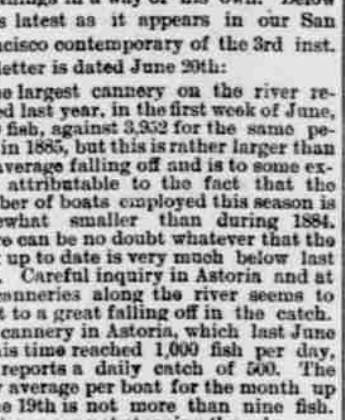 latest as it appears in our San
cisco contemporary of the 3rd inst.
letter is dated June 20th:
e largest cannery on the river re-
ed last year, in the first week of June,
fish, against 3,952 for the same pe-
in 1885, but this is rather larger than
average falling off and is to some ex-
attributable to the fact that the
ber of boats employed this season is
ewhat smaller than during 1884.
re can be no doubt whatever that the
up to date is very much below last
. Careful inquiry in Astoria and at
canneries along the river seems to
t to a great falling off in the catch.
cannery in Astoria, which last June
is time reached 1,000 fish per day,
reports a daily catch of 500. The
average per boat for the month up
e 19th is not more than nine fish.